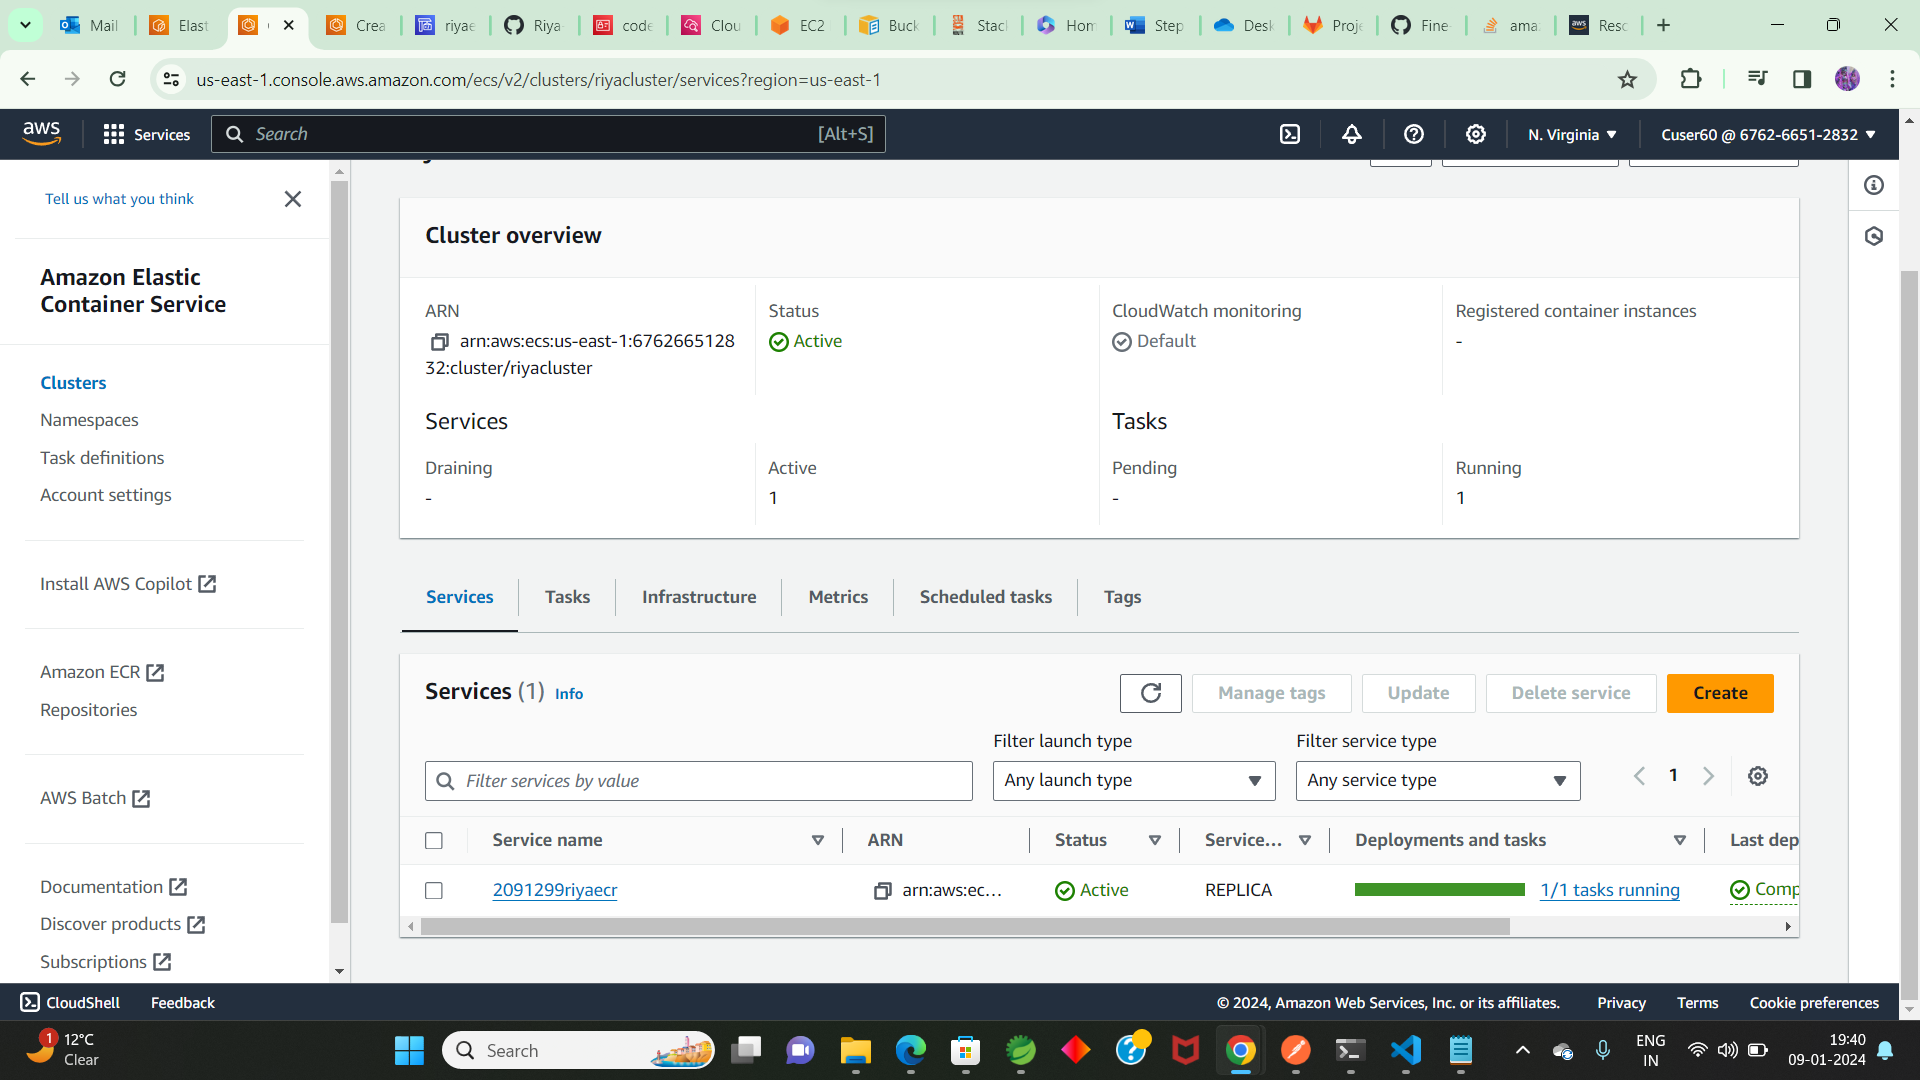 Mail
Elast
Crea
riyae
Riya-
code
Clou
EC2
Buck
Stack
Hom
Step
Desk
Proje
Fine-
ama
Reso
us-east-1.console.aws.amazon.com/ecs/v2/clusters/riyacluster/services?region=us-east-1
aws
Services
Search
[Alt+S]
N. Virginia
Cuser60 @ 6762-6651-2832
Tell us what you think
Amazon Elastic
Container Service
Clusters
Namespaces
Task definitions
Account settings
Install AWS Copilot
Amazon ECR
Repositories
AWS Batch
Documentation
Discover products
Subscriptions
Cluster overview
ARN
arn:aws:ecs:us-east-1:6762665128
32:cluster/riyacluster
Status
Active
CloudWatch monitoring
Default
Registered container instances
-
Services
Tasks
Draining
-
Active
1
Pending
-
Running
1
Services
Tasks
Infrastructure
Metrics
Scheduled tasks
Tags
Services (1) Info
Manage tags
Update
Delete service
Create
Filter launch type
Filter service type
Filter services by value
Any launch type
Any service type
1
Service name
ARN
Status
Service...
Deployments and tasks
Last dep
2091299riyaecr
arn:aws:ec...
Active
REPLICA
1/1 tasks running
Comp
CloudShell
Feedback
© 2024, Amazon Web Services, Inc. or its affiliates.
Privacy
Terms
Cookie preferences
1
12°C
Clear
Search
ENG
IN
19:40
09-01-2024